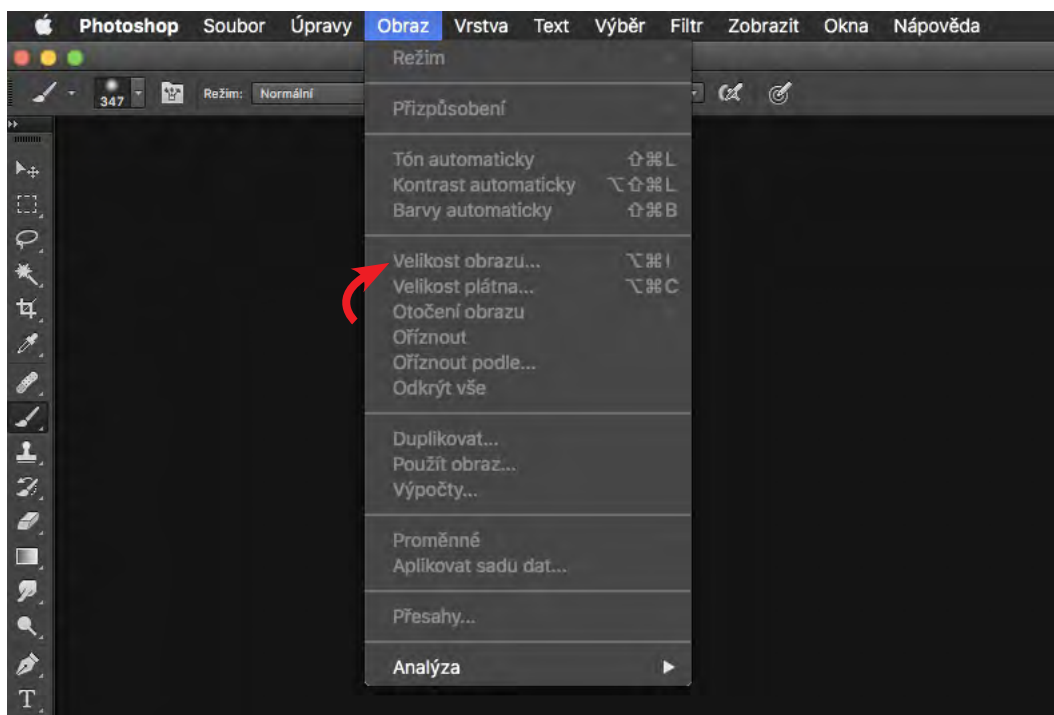 Photoshop Soubor Úpravy Obraz Vrstva Text Výběr Filtr Zobrazit Okna Nápověda
347 Režim: Normální
Režim
Přizpůsobení
Tón automaticky ⇧⌘L
Kontrast automaticky ⌥⇧⌘L
Barvy automaticky ⇧⌘B
Velikost obrazu... ⌥⌘I
Velikost plátna... ⌥⌘C
Otočení obrazu
Oříznout
Oříznout podle...
Odkrýt vše
Duplikovat...
Použít obraz...
Výpočty...
Proměnné
Aplikovat sadu dat...
Přesahy...
Analýza
T